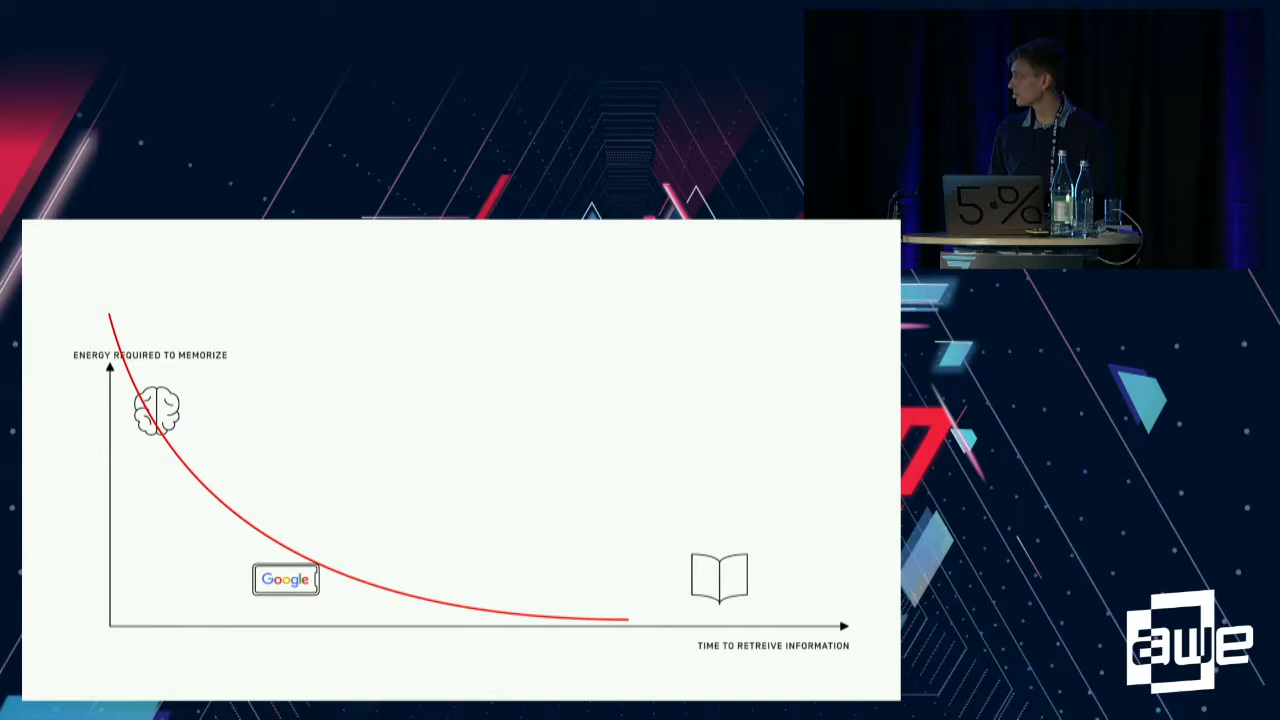 5%
ENERGY REQUIRED TO MEMORIZE
Google
TIME TO RETREIVE INFORMATION
awe